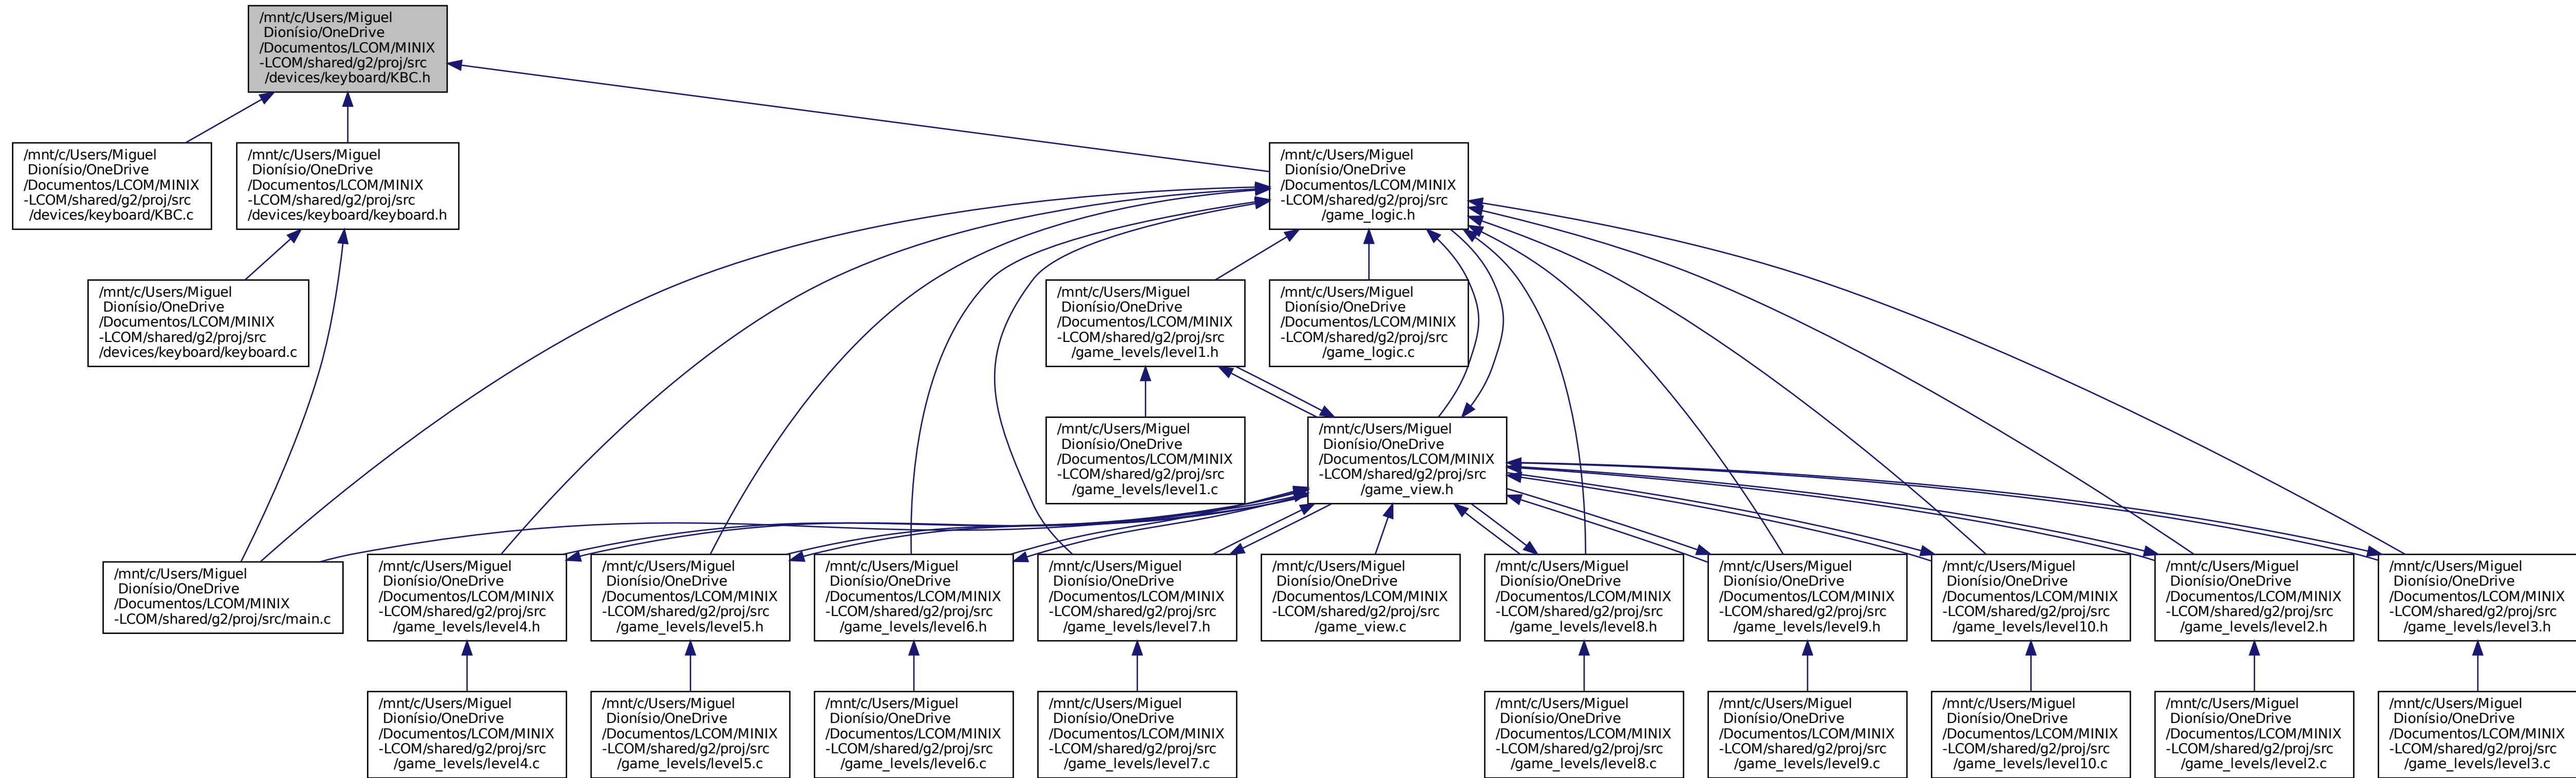 /mnt/c/Users/Miguel
Dionísio/OneDrive
/Documentos/LCOM/MINIX
-LCOM/shared/g2/proj/src
/devices/keyboard/KBC.h
/mnt/c/Users/Miguel
Dionísio/OneDrive
/Documentos/LCOM/MINIX
-LCOM/shared/g2/proj/src
/devices/keyboard/KBC.c
/mnt/c/Users/Miguel
Dionísio/OneDrive
/Documentos/LCOM/MINIX
-LCOM/shared/g2/proj/src
/devices/keyboard/keyboard.h
/mnt/c/Users/Miguel
Dionísio/OneDrive
/Documentos/LCOM/MINIX
-LCOM/shared/g2/proj/src
/game_logic.h
/mnt/c/Users/Miguel
Dionísio/OneDrive
/Documentos/LCOM/MINIX
-LCOM/shared/g2/proj/src
/devices/keyboard/keyboard.c
/mnt/c/Users/Miguel
Dionísio/OneDrive
/Documentos/LCOM/MINIX
-LCOM/shared/g2/proj/src
/game_levels/level1.h
/mnt/c/Users/Miguel
Dionísio/OneDrive
/Documentos/LCOM/MINIX
-LCOM/shared/g2/proj/src
/game_logic.c
/mnt/c/Users/Miguel
Dionísio/OneDrive
/Documentos/LCOM/MINIX
-LCOM/shared/g2/proj/src
/game_levels/level1.c
/mnt/c/Users/Miguel
Dionísio/OneDrive
/Documentos/LCOM/MINIX
-LCOM/shared/g2/proj/src
/game_view.h
/mnt/c/Users/Miguel
Dionísio/OneDrive
/Documentos/LCOM/MINIX
-LCOM/shared/g2/proj/src/main.c
/mnt/c/Users/Miguel
Dionísio/OneDrive
/Documentos/LCOM/MINIX
-LCOM/shared/g2/proj/src
/game_levels/level4.h
/mnt/c/Users/Miguel
Dionísio/OneDrive
/Documentos/LCOM/MINIX
-LCOM/shared/g2/proj/src
/game_levels/level5.h
/mnt/c/Users/Miguel
Dionísio/OneDrive
/Documentos/LCOM/MINIX
-LCOM/shared/g2/proj/src
/game_levels/level6.h
/mnt/c/Users/Miguel
Dionísio/OneDrive
/Documentos/LCOM/MINIX
-LCOM/shared/g2/proj/src
/game_levels/level7.h
/mnt/c/Users/Miguel
Dionísio/OneDrive
/Documentos/LCOM/MINIX
-LCOM/shared/g2/proj/src
/game_view.c
/mnt/c/Users/Miguel
Dionísio/OneDrive
/Documentos/LCOM/MINIX
-LCOM/shared/g2/proj/src
/game_levels/level8.h
/mnt/c/Users/Miguel
Dionísio/OneDrive
/Documentos/LCOM/MINIX
-LCOM/shared/g2/proj/src
/game_levels/level9.h
/mnt/c/Users/Miguel
Dionísio/OneDrive
/Documentos/LCOM/MINIX
-LCOM/shared/g2/proj/src
/game_levels/level10.h
/mnt/c/Users/Miguel
Dionísio/OneDrive
/Documentos/LCOM/MINIX
-LCOM/shared/g2/proj/src
/game_levels/level2.h
/mnt/c/Users/Miguel
Dionísio/OneDrive
/Documentos/LCOM/MINIX
-LCOM/shared/g2/proj/src
/game_levels/level3.h
/mnt/c/Users/Miguel
Dionísio/OneDrive
/Documentos/LCOM/MINIX
-LCOM/shared/g2/proj/src
/game_levels/level4.c
/mnt/c/Users/Miguel
Dionísio/OneDrive
/Documentos/LCOM/MINIX
-LCOM/shared/g2/proj/src
/game_levels/level5.c
/mnt/c/Users/Miguel
Dionísio/OneDrive
/Documentos/LCOM/MINIX
-LCOM/shared/g2/proj/src
/game_levels/level6.c
/mnt/c/Users/Miguel
Dionísio/OneDrive
/Documentos/LCOM/MINIX
-LCOM/shared/g2/proj/src
/game_levels/level7.c
/mnt/c/Users/Miguel
Dionísio/OneDrive
/Documentos/LCOM/MINIX
-LCOM/shared/g2/proj/src
/game_levels/level8.c
/mnt/c/Users/Miguel
Dionísio/OneDrive
/Documentos/LCOM/MINIX
-LCOM/shared/g2/proj/src
/game_levels/level9.c
/mnt/c/Users/Miguel
Dionísio/OneDrive
/Documentos/LCOM/MINIX
-LCOM/shared/g2/proj/src
/game_levels/level10.c
/mnt/c/Users/Miguel
Dionísio/OneDrive
/Documentos/LCOM/MINIX
-LCOM/shared/g2/proj/src
/game_levels/level2.c
/mnt/c/Users/Miguel
Dionísio/OneDrive
/Documentos/LCOM/MINIX
-LCOM/shared/g2/proj/src
/game_levels/level3.c